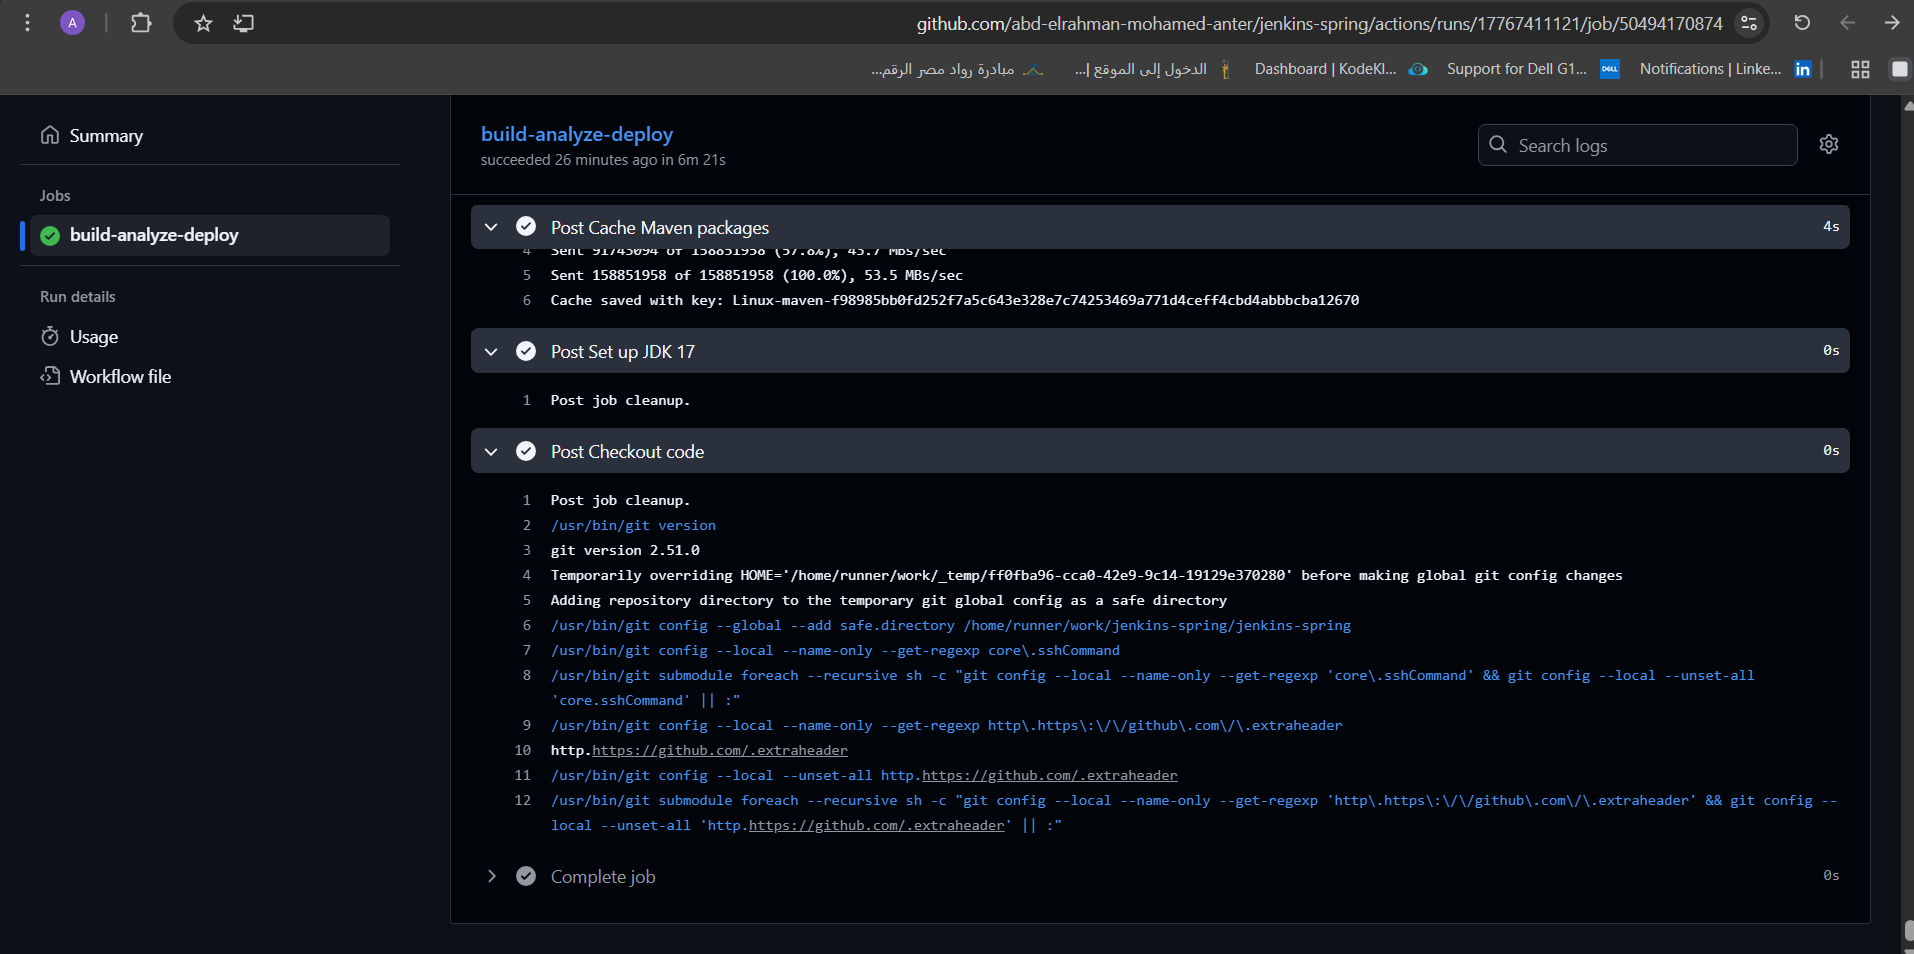 A
github.com/abd-elrahman-mohamed-anter/jenkins-spring/actions/runs/17767411121/job/50494170874
مبادرة رواد مصر الرقم...
الدخول إلى الموقع |...
Dashboard | KodeKl...
Support for Dell G1...
DELL
Notifications | Linke...
in
Summary
Jobs
build-analyze-deploy
Run details
Usage
Workflow file
build-analyze-deploy
succeeded 26 minutes ago in 6m 21s
Search logs
Post Cache Maven packages 4s
4 Sent 91743094 of 158851958 (57.8%), 43.7 MBs/sec
5 Sent 158851958 of 158851958 (100.0%), 53.5 MBs/sec
6 Cache saved with key: Linux-maven-f98985bb0fd252f7a5c643e328e7c74253469a771d4ceff4cbd4abbbcba12670
Post Set up JDK 17 0s
1 Post job cleanup.
Post Checkout code 0s
1 Post job cleanup.
2 /usr/bin/git version
3 git version 2.51.0
4 Temporarily overriding HOME='/home/runner/work/_temp/ff0fba96-cca0-42e9-9c14-19129e370280' before making global git config changes
5 Adding repository directory to the temporary git global config as a safe directory
6 /usr/bin/git config --global --add safe.directory /home/runner/work/jenkins-spring/jenkins-spring
7 /usr/bin/git config --local --name-only --get-regexp core\.sshCommand
8 /usr/bin/git submodule foreach --recursive sh -c "git config --local --name-only --get-regexp 'core\.sshCommand' && git config --local --unset-all
'core.sshCommand' || :"
9 /usr/bin/git config --local --name-only --get-regexp http\.https\:\/\/github\.com\/\.extraheader
10 http.https://github.com/.extraheader
11 /usr/bin/git config --local --unset-all http.https://github.com/.extraheader
12 /usr/bin/git submodule foreach --recursive sh -c "git config --local --name-only --get-regexp 'http\.https\:\/\/github\.com\/\.extraheader' && git config --
local --unset-all 'http.https://github.com/.extraheader' || :"
Complete job 0s